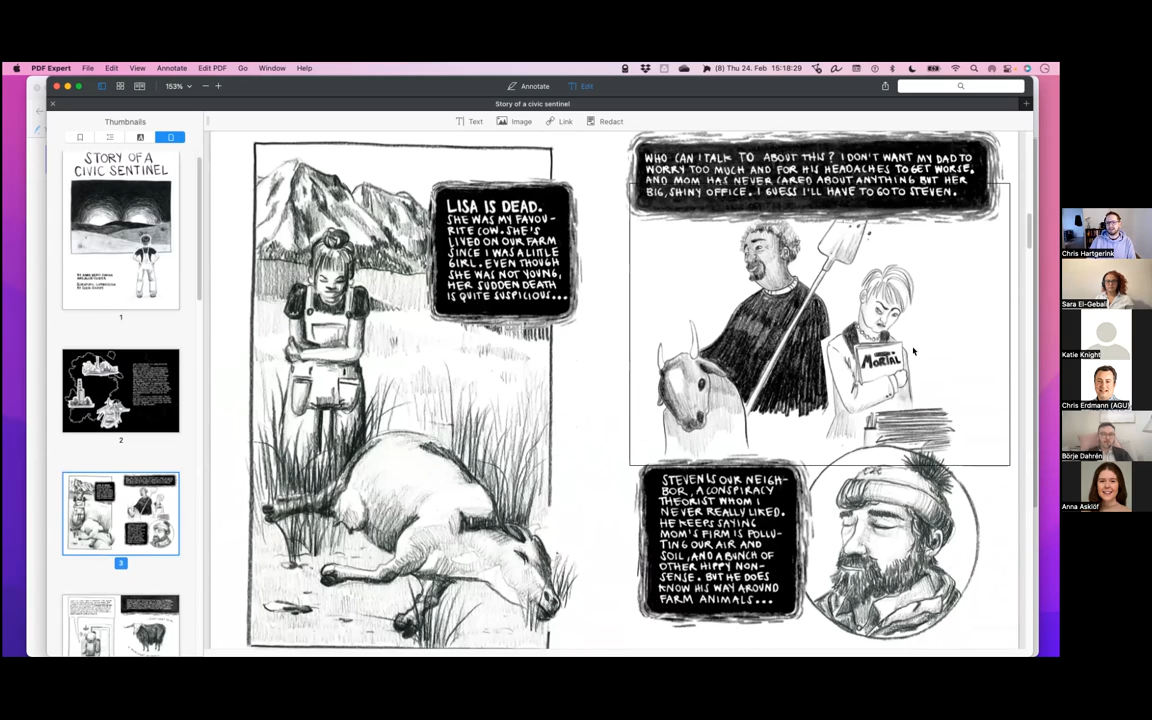 PDF Expert File Edit View Annotate Edit PDF Go Window Help
(8) Thu 24. Feb 15:18:29
153%
Annotate
Edit
Story of a civic sentinel
Thumbnails
Text
Image
Link
Redact
STORY OF A
CIVIC SENTINEL
1
2
3
LISA IS DEAD.
SHE WAS MY FAVOU-
RITE COW. SHE'S
LIVED ON OUR FARM
SINCE I WAS A LITTLE
GIRL. EVEN THOUGH
SHE WAS NOT YOUNG,
HER SUDDEN DEATH
IS QUITE SUSPICIOUS...
WHO CAN I TALK TO ABOUT THIS? I DON'T WANT MY DAD TO
WORRY TOO MUCH AND FOR HIS HEADACHES TO GET WORSE.
AND MOM HAS NEVER CARED ABOUT ANYTHING BUT HER
BIG, SHINY OFFICE. I GUESS I'LL HAVE TO GO TO STEVEN.
MORIAL
STEVEN IS OUR NEIGH-
BOR, A CONSPIRACY
THEORIST WHOM I
NEVER REALLY LIKED.
HE KEEPS SAYING
MOM'S FIRM IS POLLU-
TING OUR AIR AND
SOIL, AND A BUNCH OF
OTHER HIPPY NON-
SENSE. BUT HE DOES
KNOW HIS WAY AROUND
FARM ANIMALS...
Chris Hartgerink
Sara El-Gebali
Katie Knight
Chris Erdmann (AGU)
Börje Dahrén
Anna Asklöf